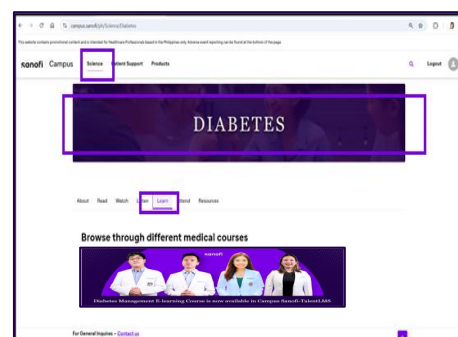 campus.sanofi/ph/Science/Diabetes
This website contains promotional content and is intended for Healthcare Professionals based in the Philippines only. Adverse event reporting can be found at the bottom of the page.
sanofi Campus Science Patient Support Products Logout
DIABETES
About Read Watch Listen Learn Attend Resources
Browse through different medical courses
sanofi
Diabetes Management E-learning Course is now available in Campus Sanofi-TalentLMS
For General Inquires – Contact us